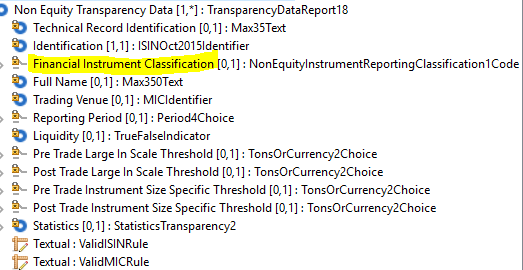 Non Equity Transparency Data [1,*] : TransparencyDataReport18
Technical Record Identification [0,1] : Max35Text
Identification [1,1] : ISINOct2015Identifier
Financial Instrument Classification [0,1] : NonEquityInstrumentReportingClassification1Code
Full Name [0,1] : Max350Text
Trading Venue [0,1] : MICIdentifier
Reporting Period [0,1] : Period4Choice
Liquidity [0,1] : TrueFalseIndicator
Pre Trade Large In Scale Threshold [0,1] : TonsOrCurrency2Choice
Post Trade Large In Scale Threshold [0,1] : TonsOrCurrency2Choice
Pre Trade Instrument Size Specific Threshold [0,1] : TonsOrCurrency2Choice
Post Trade Instrument Size Specific Threshold [0,1] : TonsOrCurrency2Choice
Statistics [0,1] : StatisticsTransparency2
Textual : ValidISINRule
Textual : ValidMICRule